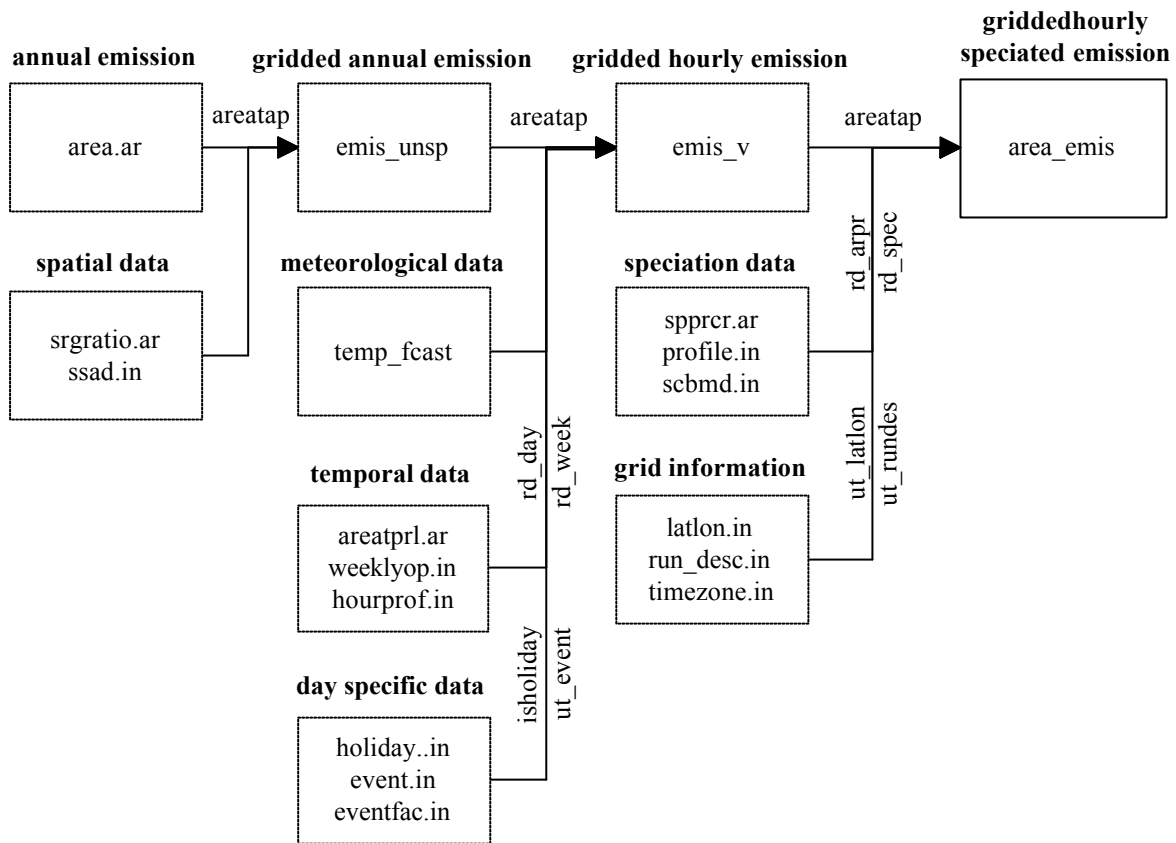 annual emission
area.ar
areatap
gridded annual emission
emis_unsp
areatap
gridded hourly emission
emis_v
areatap
griddedhourly
speciated emission
area_emis
spatial data
srgratio.ar
ssad.in
meteorological data
temp_fcast
speciation data
spprcr.ar
profile.in
scbmd.in
rd_arpr
rd_spec
temporal data
areatprl.ar
weeklyop.in
hourprof.in
rd_day
rd_week
grid information
latlon.in
run_desc.in
timezone.in
ut_latlon
ut_rundes
day specific data
holiday..in
event.in
eventfac.in
isholiday
ut_event